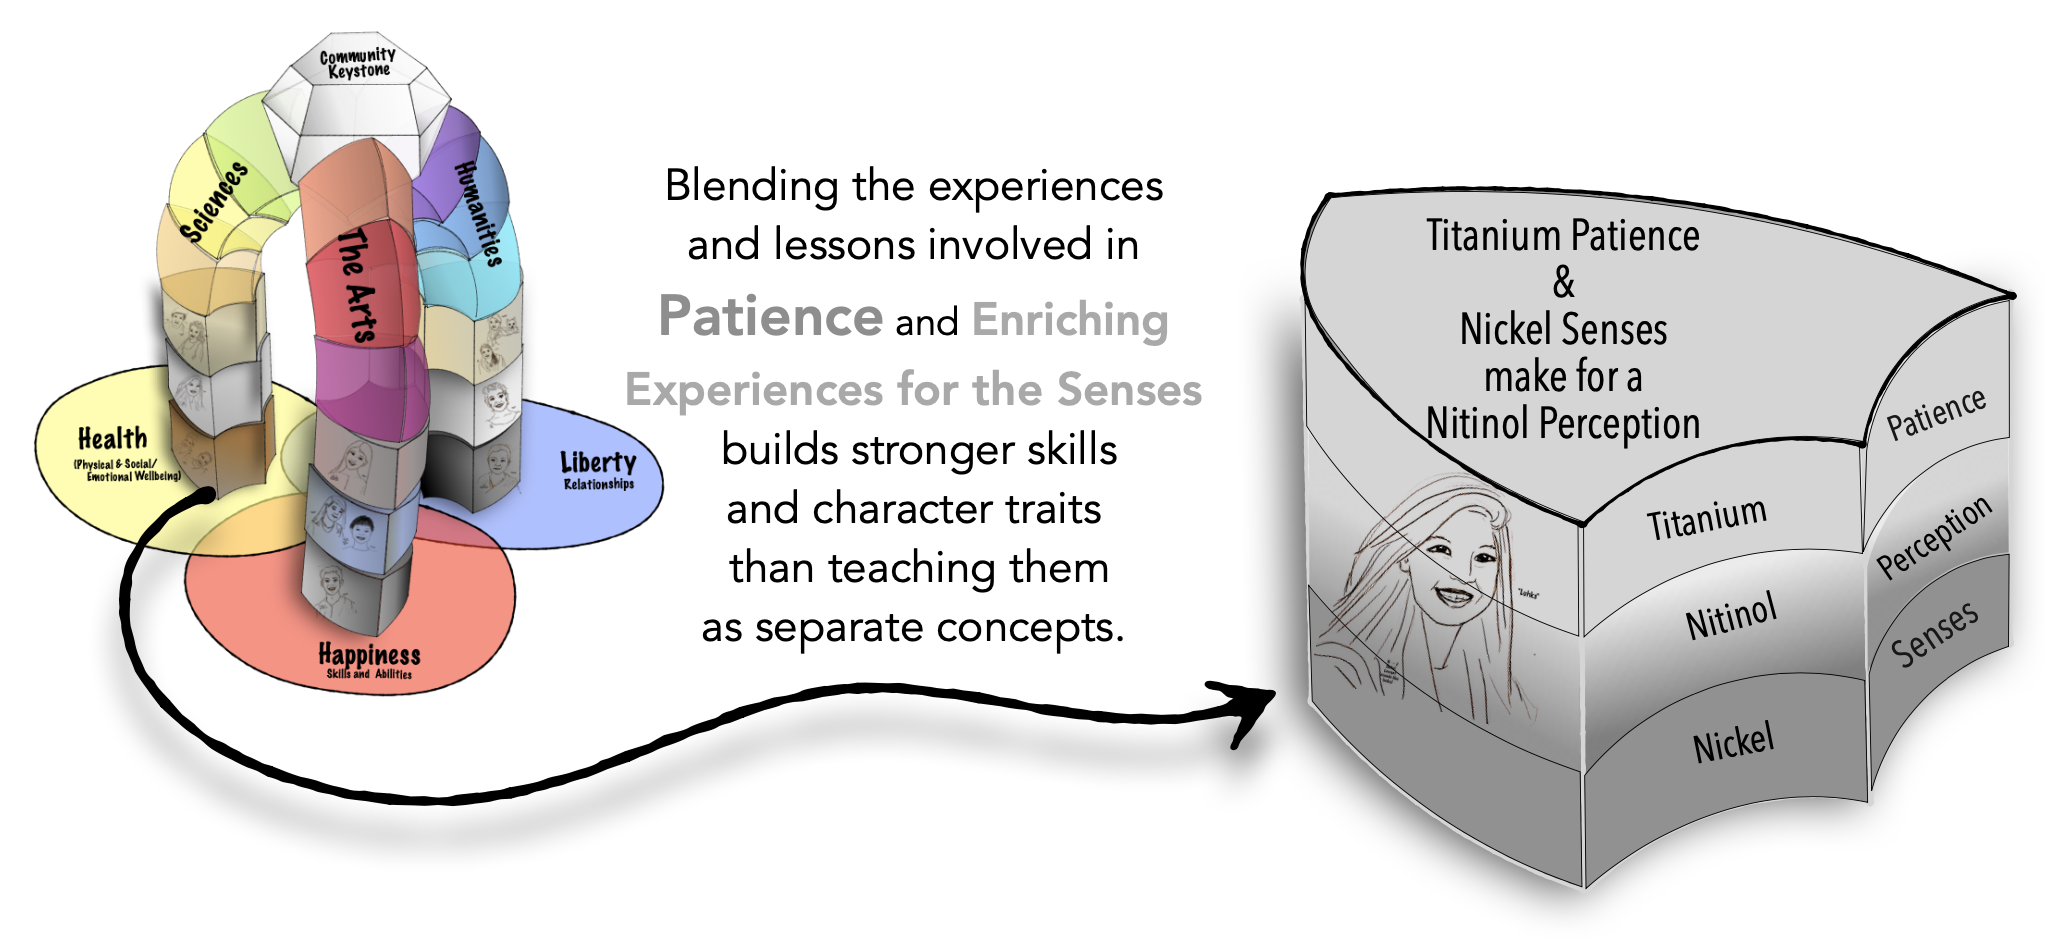 Community
Keystone
Sciences
Humanities
The Arts
Health
(Physical & Social/
Emotional Wellbeing)
Liberty
Relationships
Happiness
Skills and Abilities
Blending the experiences
and lessons involved in
Patience and Enriching
Experiences for the Senses
builds stronger skills
and character traits
than teaching them
as separate concepts.
Titanium Patience
&
Nickel Senses
make for a
Nitinol Perception
Patience
Titanium
Perception
Nitinol
Senses
Nickel